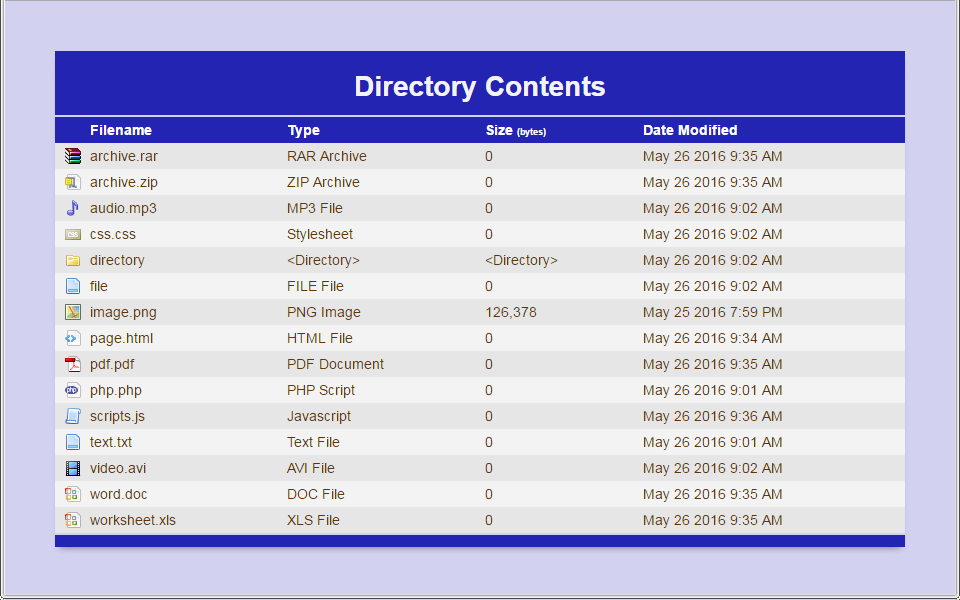 Directory Contents
Filename Type Size (bytes) Date Modified
archive.rar RAR Archive 0 May 26 2016 9:35 AM
archive.zip ZIP Archive 0 May 26 2016 9:35 AM
audio.mp3 MP3 File 0 May 26 2016 9:02 AM
css.css Stylesheet 0 May 26 2016 9:02 AM
directory <Directory> <Directory> May 26 2016 9:02 AM
file FILE File 0 May 26 2016 9:02 AM
image.png PNG Image 126,378 May 25 2016 7:59 PM
page.html HTML File 0 May 26 2016 9:34 AM
pdf.pdf PDF Document 0 May 26 2016 9:35 AM
php.php PHP Script 0 May 26 2016 9:01 AM
scripts.js Javascript 0 May 26 2016 9:36 AM
text.txt Text File 0 May 26 2016 9:01 AM
video.avi AVI File 0 May 26 2016 9:02 AM
word.doc DOC File 0 May 26 2016 9:35 AM
worksheet.xls XLS File 0 May 26 2016 9:35 AM